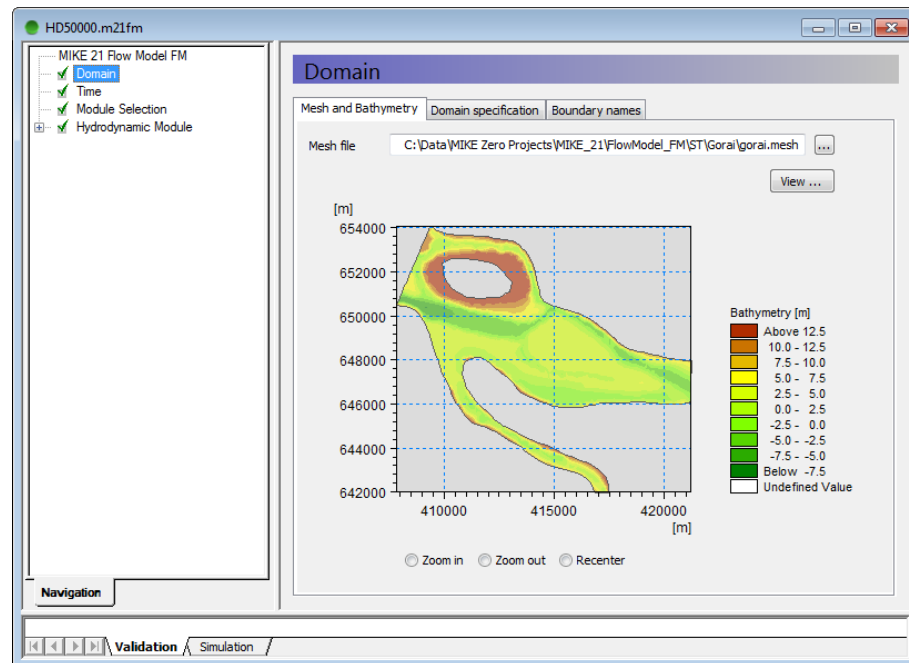 HD50000.m21fm
MIKE 21 Flow Model FM
Domain
Time
Module Selection
Hydrodynamic Module
Navigation
Domain
Mesh and Bathymetry
Domain specification
Boundary names
Mesh file
C:\Data\MIKE Zero Projects\MIKE_21\FlowModel_FM\ST\Gorai\gorai.mesh
...
View ...
[m]
654000
652000
650000
648000
646000
644000
642000
410000
415000
420000
[m]
Bathymetry [m]
Above 12.5
10.0 - 12.5
7.5 - 10.0
5.0 - 7.5
2.5 - 5.0
0.0 - 2.5
-2.5 - 0.0
-5.0 - -2.5
-7.5 - -5.0
Below -7.5
Undefined Value
Zoom in
Zoom out
Recenter
Validation
Simulation